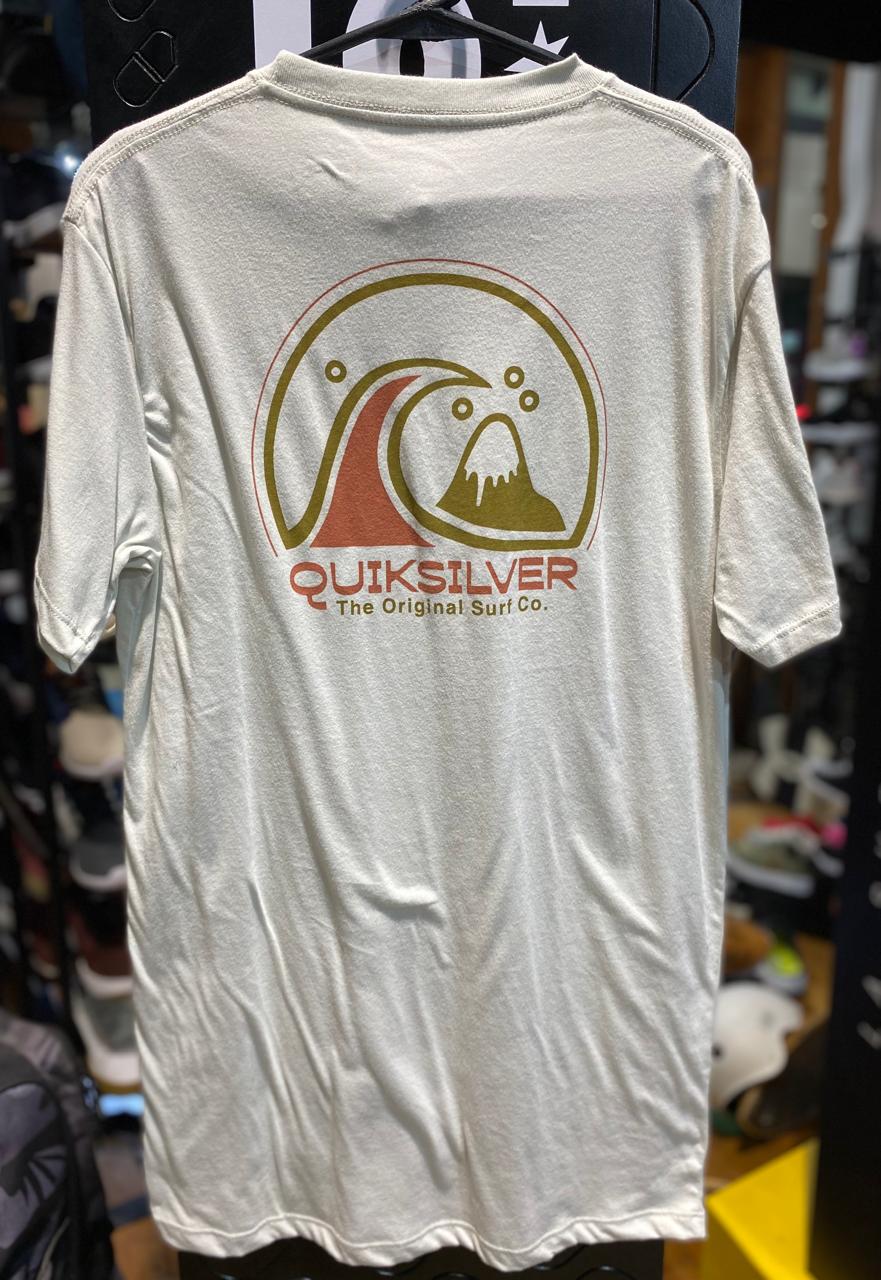 QUIKSILVER
The Original Surf Co.